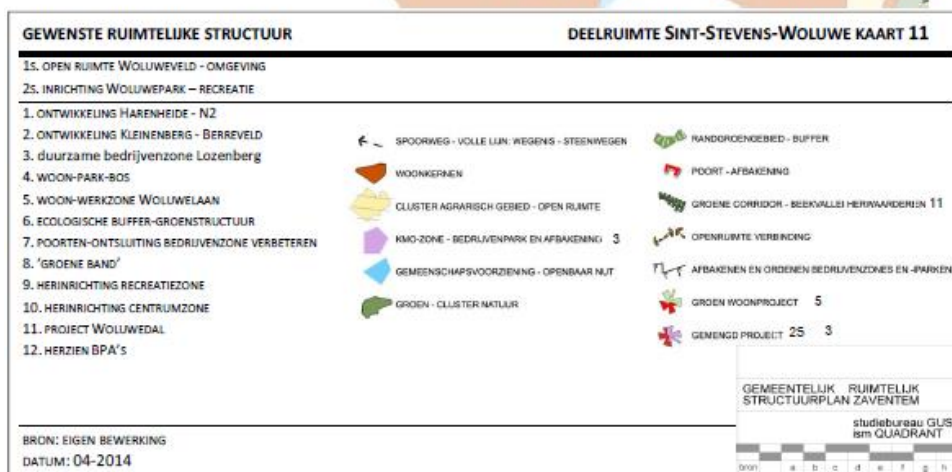 GEWENSTE RUIMTELIJKE STRUCTUUR
DEELRUIMTE SINT-STEVENS-WOLUWE KAART 11
1S. OPEN RUIMTE WOLUWEVELD - OMGEVING
2S. INRICHTING WOLUWEPARK – RECREATIE
1. ONTWIKKELING HARENHEIDE - N2
2. ONTWIKKELING KLEINENBERG - BERREVELD
3. duurzame bedrijvenzone Lozenberg
4. WOON-PARK-BOS
5. WOON-WERKZONE WOLUWELAAN
6. ECOLOGISCHE BUFFER-GROENSTRUCTUUR
7. POORTEN-ONTSLUITING BEDRIJVENZONE VERBETEREN
8. 'GROENE BAND'
9. HERINRICHTING RECREATIEZONE
10. HERINRICHTING CENTRUMZONE
11. PROJECT WOLUWEDAL
12. HERZIEN BPA'S
SPOORWEG - VOLLE LIJN: WEGENIS - STEENWEGEN
WOONKERNEN
CLUSTER AGRARISCH GEBIED - OPEN RUIMTE
KMO-ZONE - BEDRIJVENPARK EN AFBAKENING 3
GEMEENSCHAPSVOORZIENING - OPENBAAR NUT
GROEN - CLUSTER NATUUR
RANDGROENGEBIED - BUFFER
POORT - AFBAKENING
GROENE CORRIDOR - BEEKVALLEI HERWAARDEREN 11
OPENRUIMTE VERBINDING
AFBAKENEN EN ORDENEN BEDRIJVENZONES EN -PARKEN
GROEN WOONPROJECT 5
GEMENGD PROJECT 2S 3
GEMEENTELIJK RUIMTELIJK
STRUCTUURPLAN ZAVENTEM
studiebureau GUS
ism QUADRANT
bron a b c d e f g h
BRON: EIGEN BEWERKING
DATUM: 04-2014